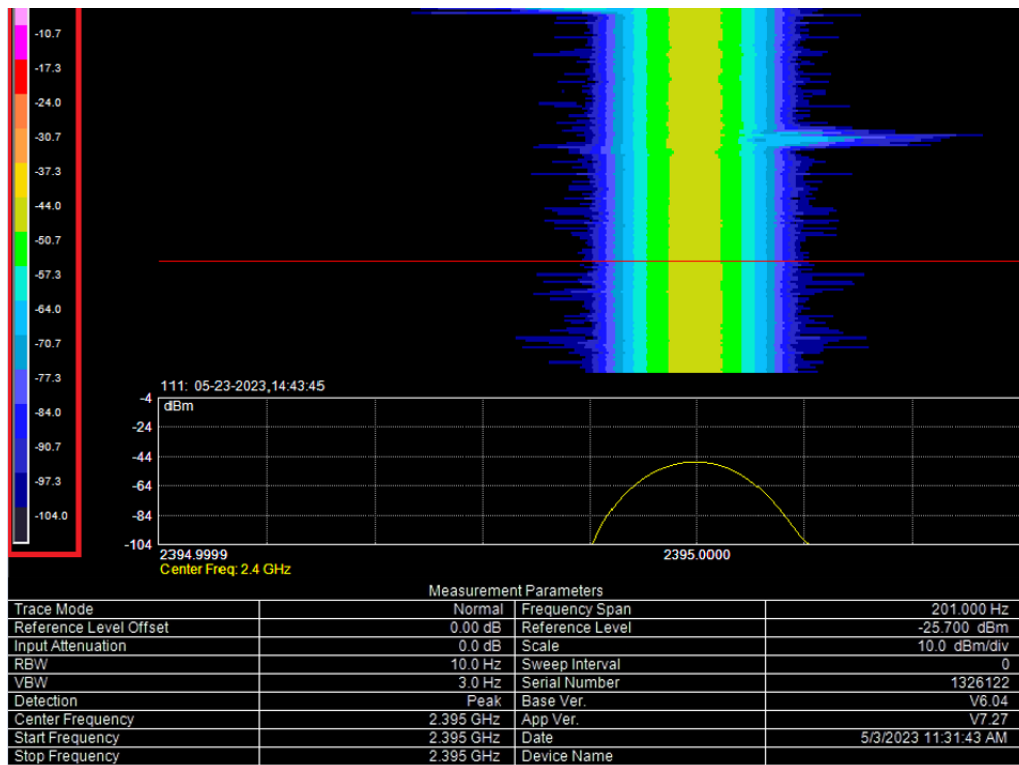 -10.7
-17.3
-24.0
-30.7
-37.3
-44.0
-50.7
-57.3
-64.0
-70.7
-77.3
-84.0
-90.7
-97.3
-104.0
111: 05-23-2023,14:43:45
-4
dBm
-24
-44
-64
-84
-104
2394.9999 2395.0000
Center Freq: 2.4 GHz
Measurement Parameters
Trace Mode Normal Frequency Span 201.000 Hz
Reference Level Offset 0.00 dB Reference Level -25.700 dBm
Input Attenuation 0.0 dB Scale 10.0 dBm/div
RBW 10.0 Hz Sweep Interval 0
VBW 3.0 Hz Serial Number 1326122
Detection Peak Base Ver. V6.04
Center Frequency 2.395 GHz App Ver. V7.27
Start Frequency 2.395 GHz Date 5/3/2023 11:31:43 AM
Stop Frequency 2.395 GHz Device Name